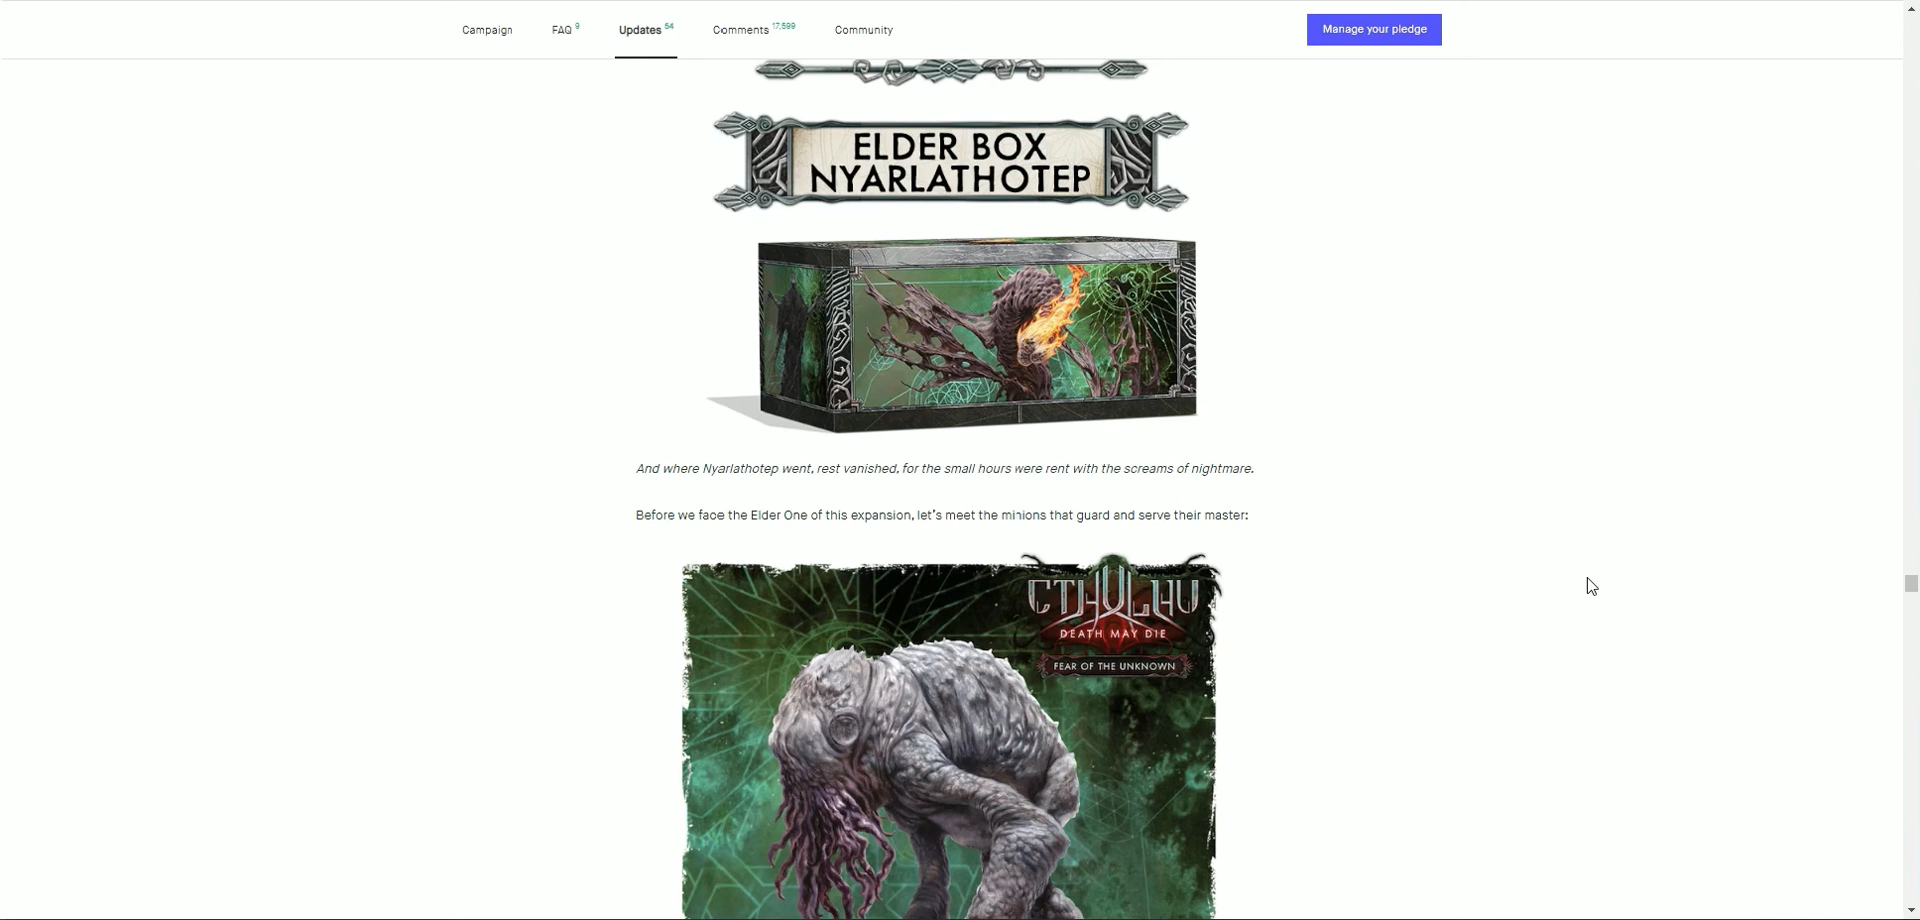 Campaign FAQ 9 Updates 54 Comments 17,599 Community Manage your pledge
ELDER BOX
NYARLATHOTEP
And where Nyarlathotep went, rest vanished, for the small hours were rent with the screams of nightmare.
Before we face the Elder One of this expansion, let's meet the minions that guard and serve their master:
CTHULHU
DEATH MAY DIE
FEAR OF THE UNKNOWN